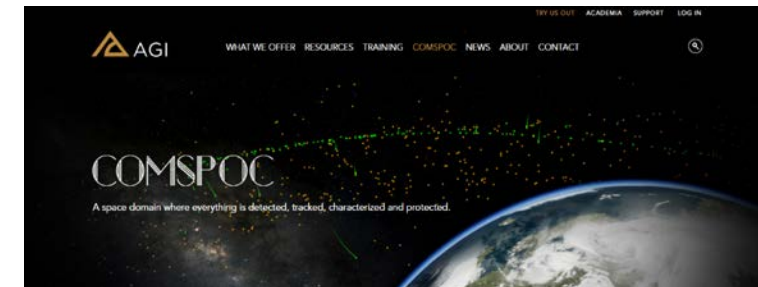 TRY US OUT ACADEMIA SUPPORT LOG IN
AGI WHAT WE OFFER RESOURCES TRAINING COMSPOC NEWS ABOUT CONTACT
COMSPOC
A space domain where everything is detected, tracked, characterized and protected.